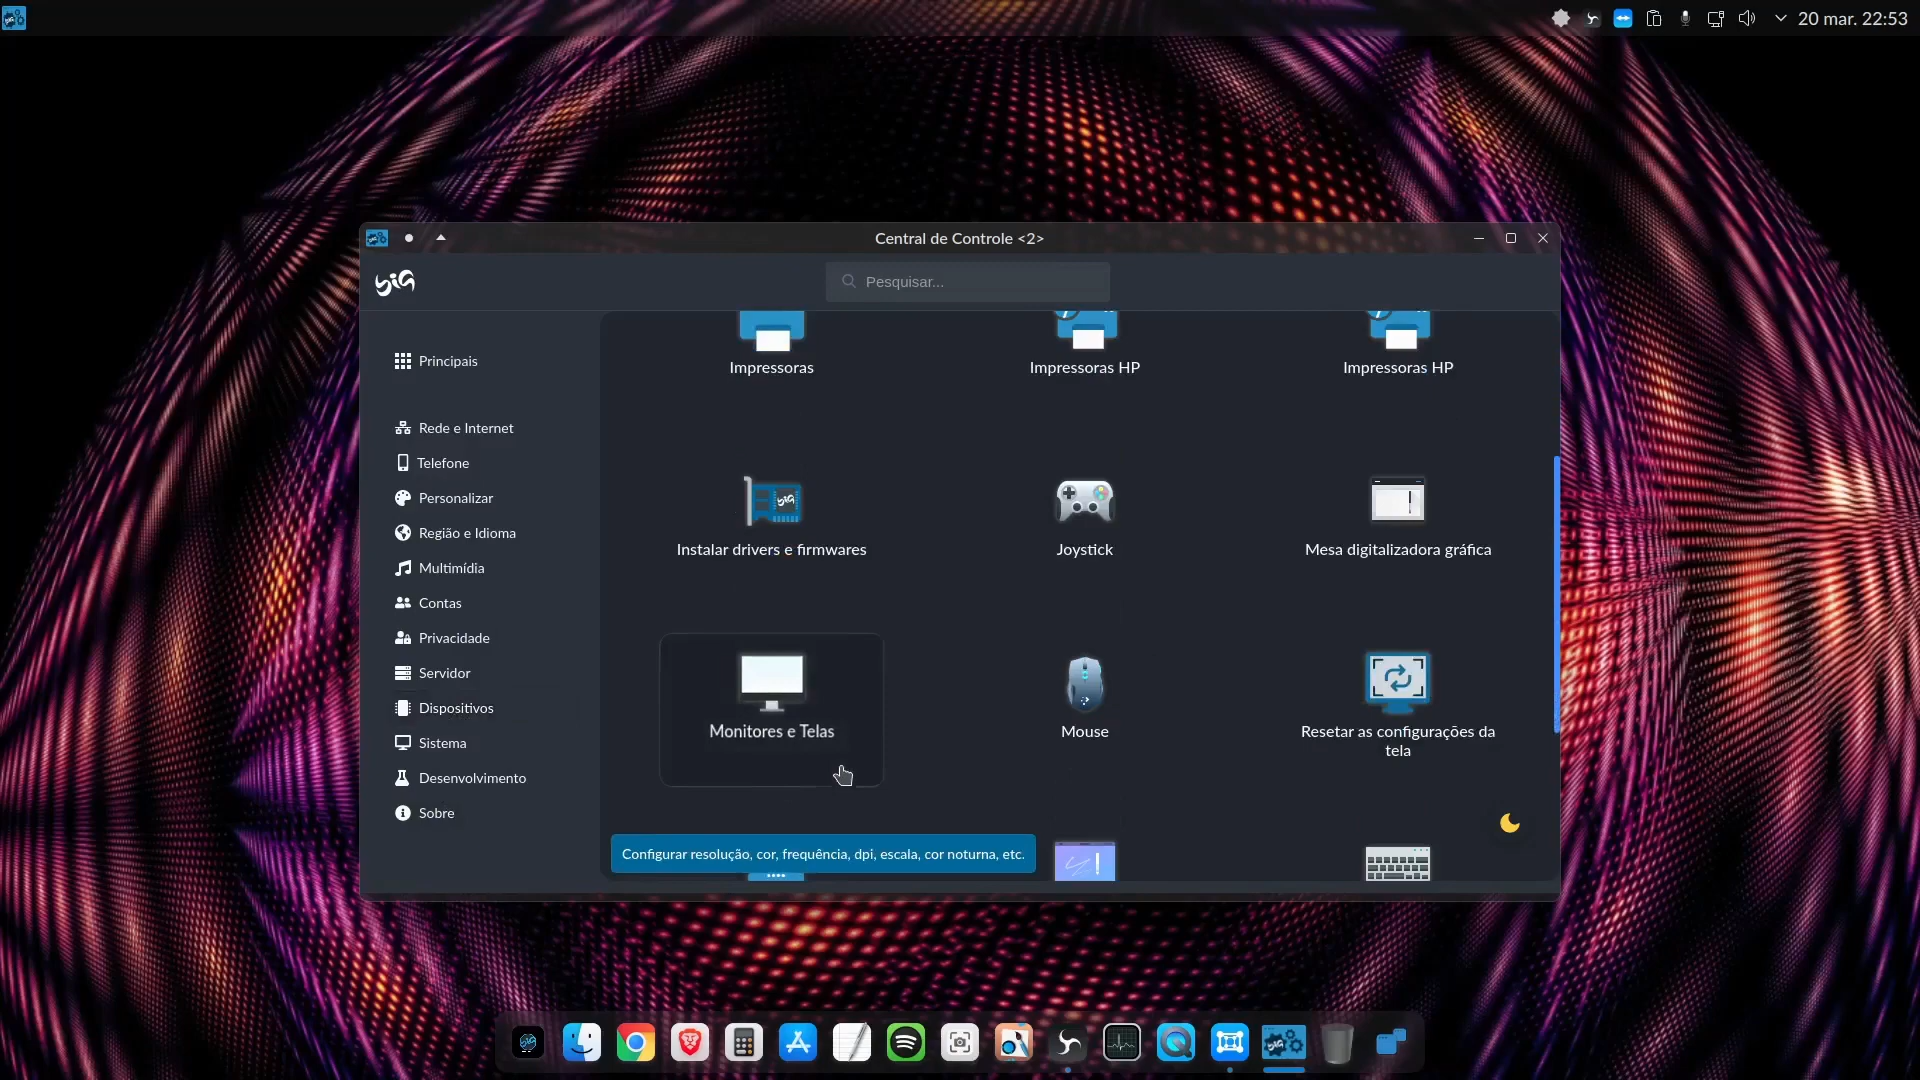 20 mar. 22:53
Central de Controle <2>
BIG
Pesquisar...
Principais
Rede e Internet
Telefone
Personalizar
Região e Idioma
Multimídia
Contas
Privacidade
Servidor
Dispositivos
Sistema
Desenvolvimento
Sobre
Impressoras
Impressoras HP
Impressoras HP
Instalar drivers e firmwares
Joystick
Mesa digitalizadora gráfica
Monitores e Telas
Mouse
Resetar as configurações da
tela
Configurar resolução, cor, frequência, dpi, escala, cor noturna, etc.